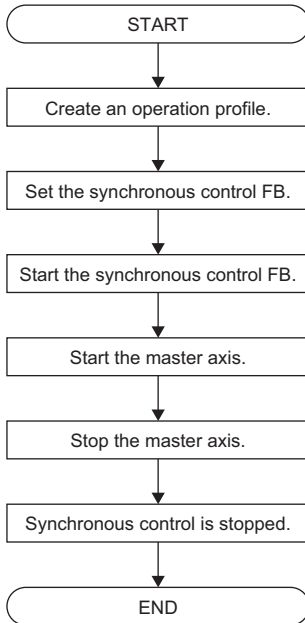 START
Create an operation profile.
Set the synchronous control FB.
Start the synchronous control FB.
Start the master axis.
Stop the master axis.
Synchronous control is stopped.
END